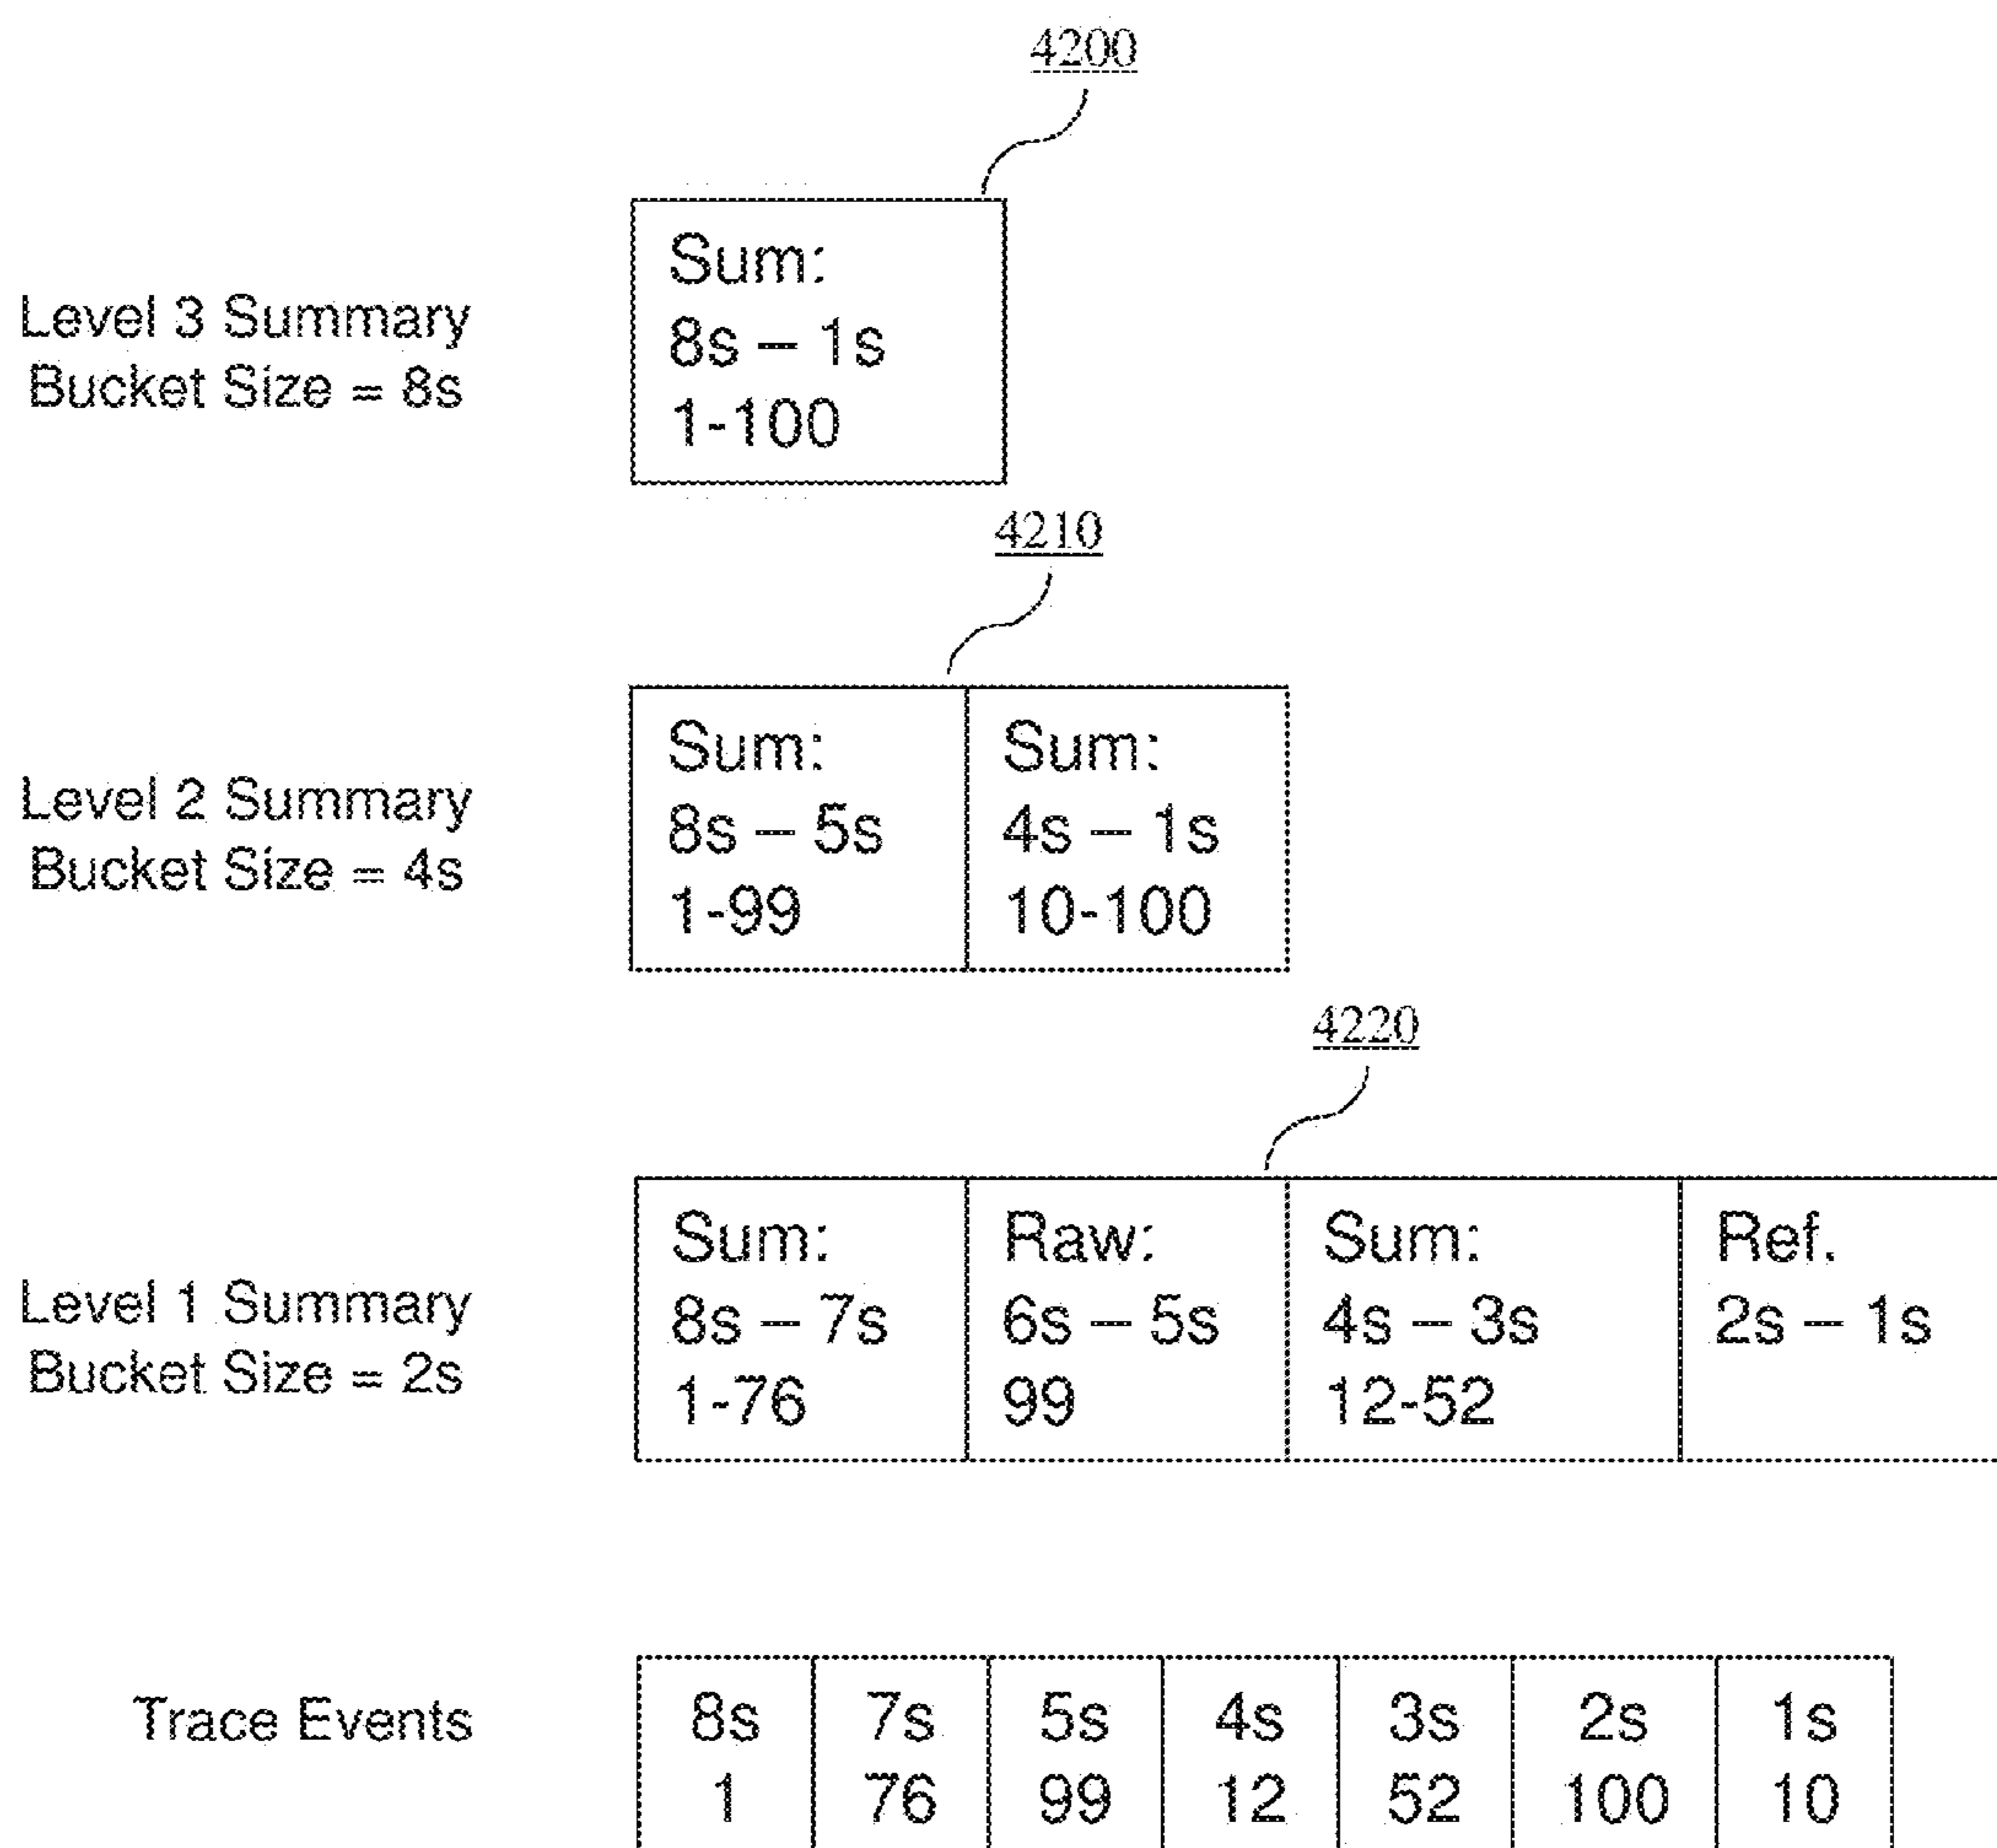 4200
Level 3 Summary
Bucket Size = 8s
Sum:
8s – 1s
1-100
4210
Level 2 Summary
Bucket Size = 4s
Sum:
8s – 5s
1-99
Sum:
4s – 1s
10-100
4220
Level 1 Summary
Bucket Size = 2s
Sum:
8s – 7s
1-76
Raw:
6s – 5s
99
Sum:
4s – 3s
12-52
Ref.
2s – 1s
Trace Events
8s
1
7s
76
5s
99
4s
12
3s
52
2s
100
1s
10